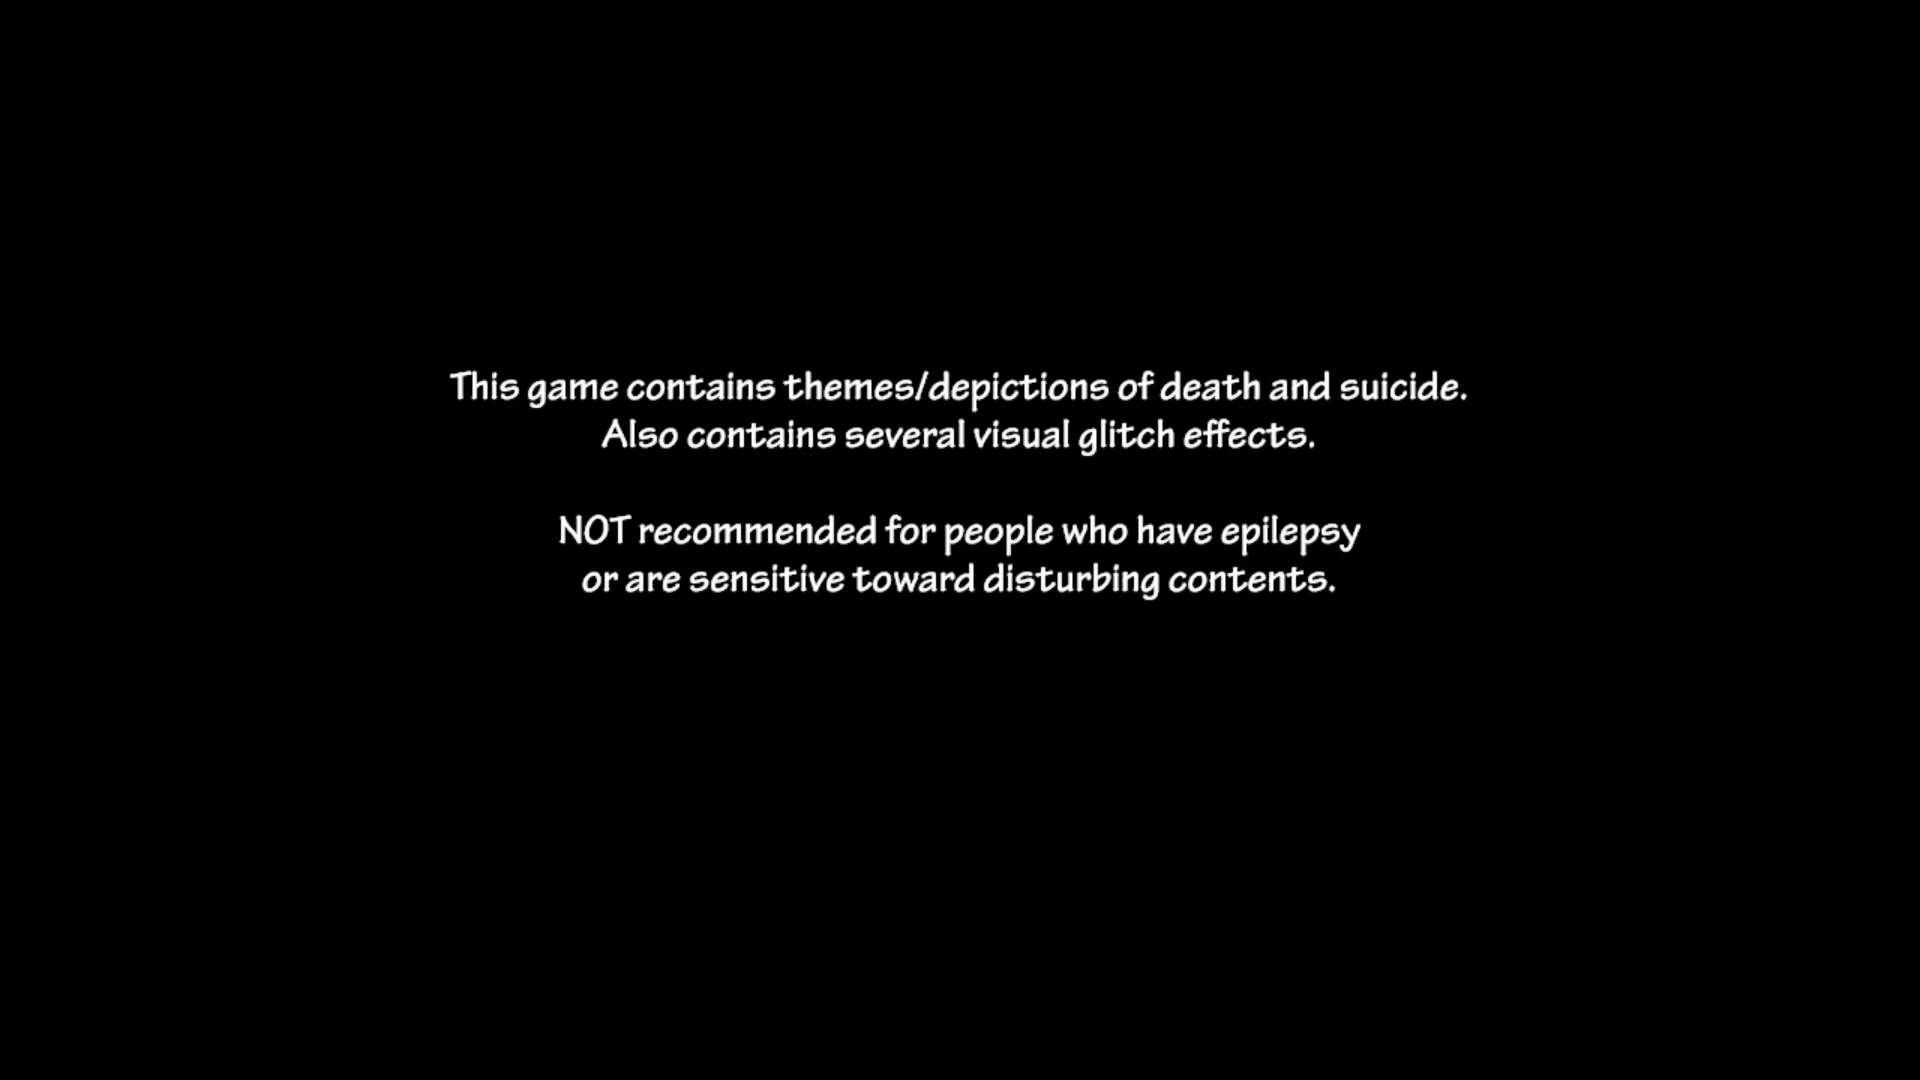 This game contains themes/depictions of death and suicide.
Also contains several visual glitch effects.
NOT recommended for people who have epilepsy
or are sensitive toward disturbing contents.